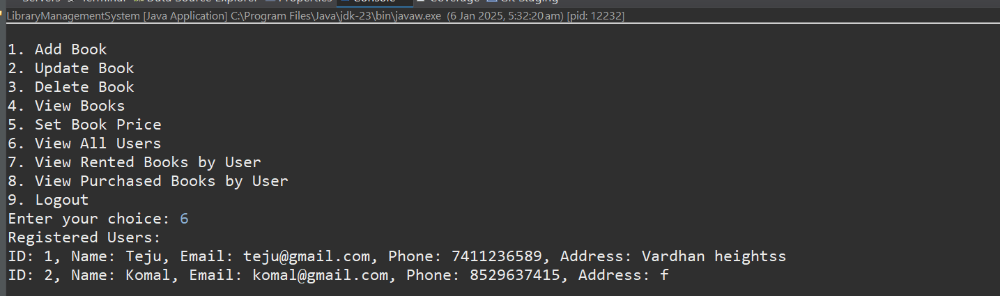 Servers Terminal Data Source Explorer Properties Console Coverage Git Staging
LibraryManagementSystem [Java Application] C:\Program Files\Java\jdk-23\bin\javaw.exe (6 Jan 2025, 5:32:20 am) [pid: 12232]
1. Add Book
2. Update Book
3. Delete Book
4. View Books
5. Set Book Price
6. View All Users
7. View Rented Books by User
8. View Purchased Books by User
9. Logout
Enter your choice: 6
Registered Users:
ID: 1, Name: Teju, Email: teju@gmail.com, Phone: 7411236589, Address: Vardhan heightss
ID: 2, Name: Komal, Email: komal@gmail.com, Phone: 8529637415, Address: f